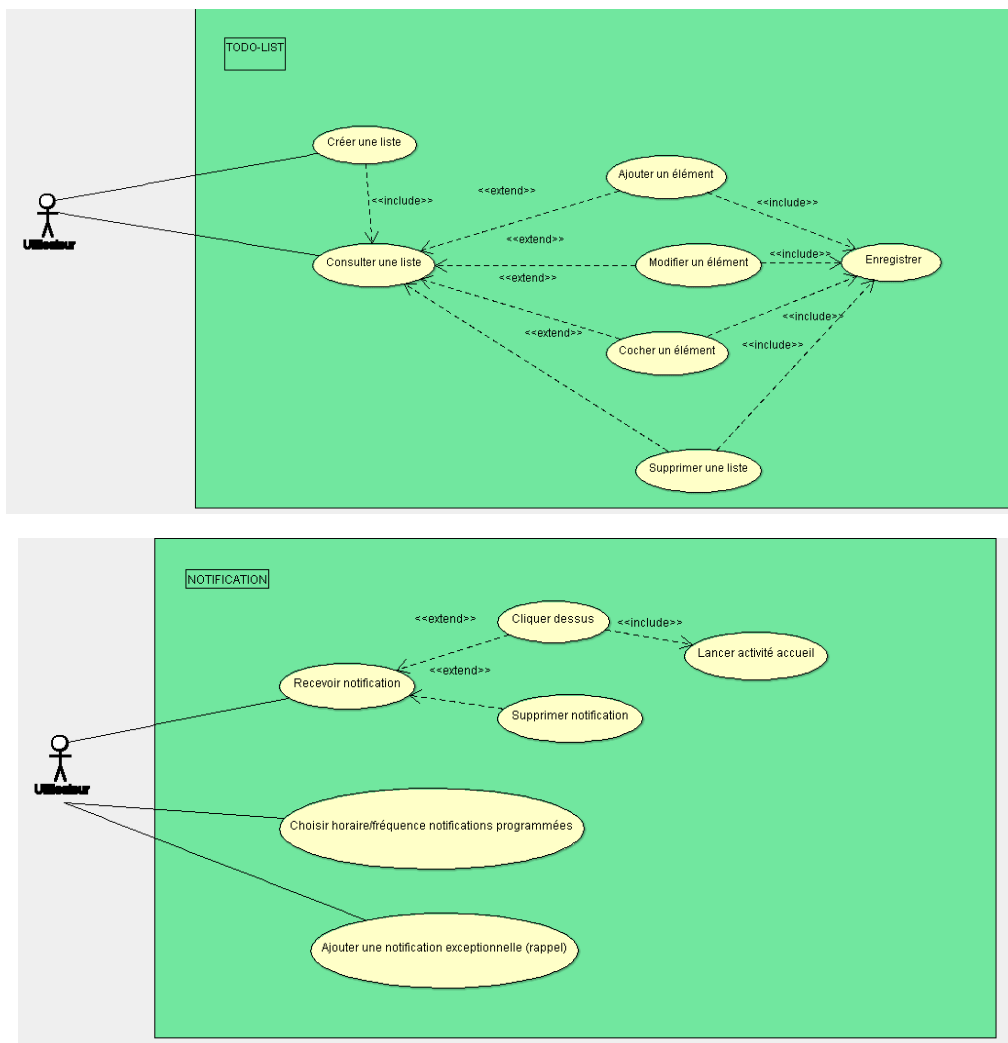 TODO-LIST
Créer une liste
<<include>>
Utilisateur
Consulter une liste
<<extend>>
Ajouter un élément
<<include>>
<<extend>>
Modifier un élément
<<include>>
Enregistrer
<<extend>>
<<include>>
<<extend>>
Cocher un élément
<<include>>
Supprimer une liste
NOTIFICATION
<<extend>>
Cliquer dessus
<<include>>
Lancer activité accueil
<<extend>>
Recevoir notification
Supprimer notification
Utilisateur
Choisir horaire/fréquence notifications programmées
Ajouter une notification exceptionnelle (rappel)